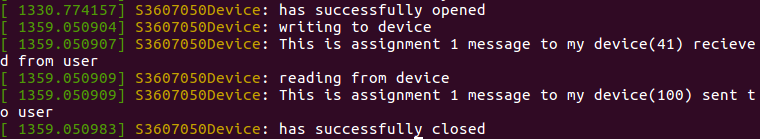 [ 1330.774157] S3607050Device: has successfully opened
[ 1359.050904] S3607050Device: writing to device
[ 1359.050907] S3607050Device: This is assignment 1 message to my device(41) recieve
d from user
[ 1359.050909] S3607050Device: reading from device
[ 1359.050909] S3607050Device: This is assignment 1 message to my device(100) sent t
o user
[ 1359.050983] S3607050Device: has successfully closed